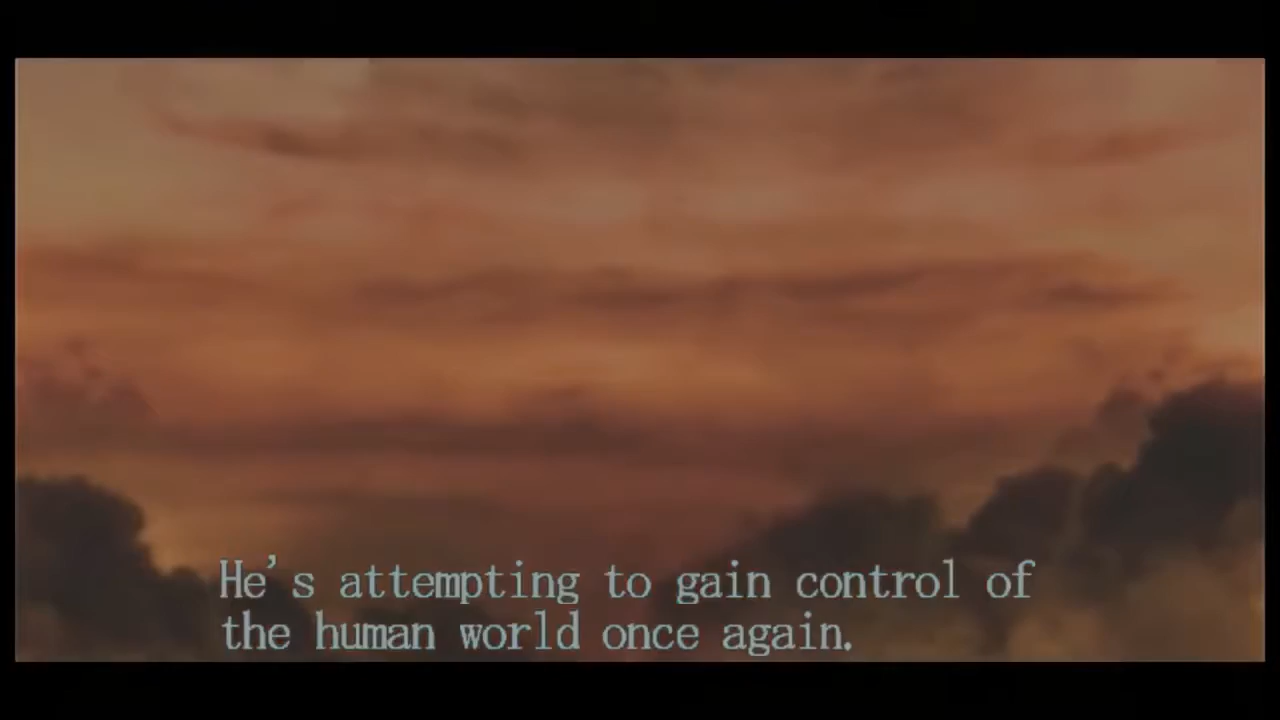 He's attempting to gain control of
the human world once again.